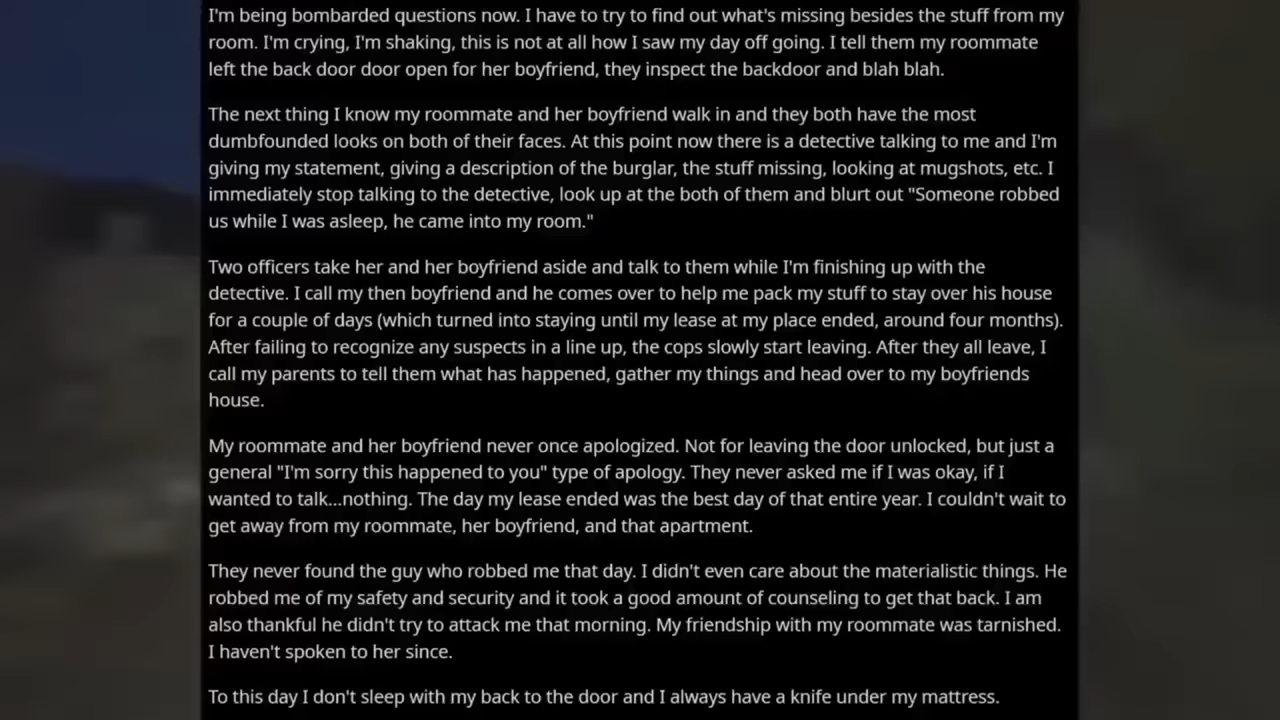 I'm being bombarded questions now. I have to try to find out what's missing besides the stuff from my
room. I'm crying, I'm shaking, this is not at all how I saw my day off going. I tell them my roommate
left the back door door open for her boyfriend, they inspect the backdoor and blah blah.
The next thing I know my roommate and her boyfriend walk in and they both have the most
dumbfounded looks on both of their faces. At this point now there is a detective talking to me and I'm
giving my statement, giving a description of the burglar, the stuff missing, looking at mugshots, etc. I
immediately stop talking to the detective, look up at the both of them and blurt out "Someone robbed
us while I was asleep, he came into my room."
Two officers take her and her boyfriend aside and talk to them while I'm finishing up with the
detective. I call my then boyfriend and he comes over to help me pack my stuff to stay over his house
for a couple of days (which turned into staying until my lease at my place ended, around four months).
After failing to recognize any suspects in a line up, the cops slowly start leaving. After they all leave, I
call my parents to tell them what has happened, gather my things and head over to my boyfriends
house.
My roommate and her boyfriend never once apologized. Not for leaving the door unlocked, but just a
general "I'm sorry this happened to you" type of apology. They never asked me if I was okay, if I
wanted to talk...nothing. The day my lease ended was the best day of that entire year. I couldn't wait to
get away from my roommate, her boyfriend, and that apartment.
They never found the guy who robbed me that day. I didn't even care about the materialistic things. He
robbed me of my safety and security and it took a good amount of counseling to get that back. I am
also thankful he didn't try to attack me that morning. My friendship with my roommate was tarnished.
I haven't spoken to her since.
To this day I don't sleep with my back to the door and I always have a knife under my mattress.